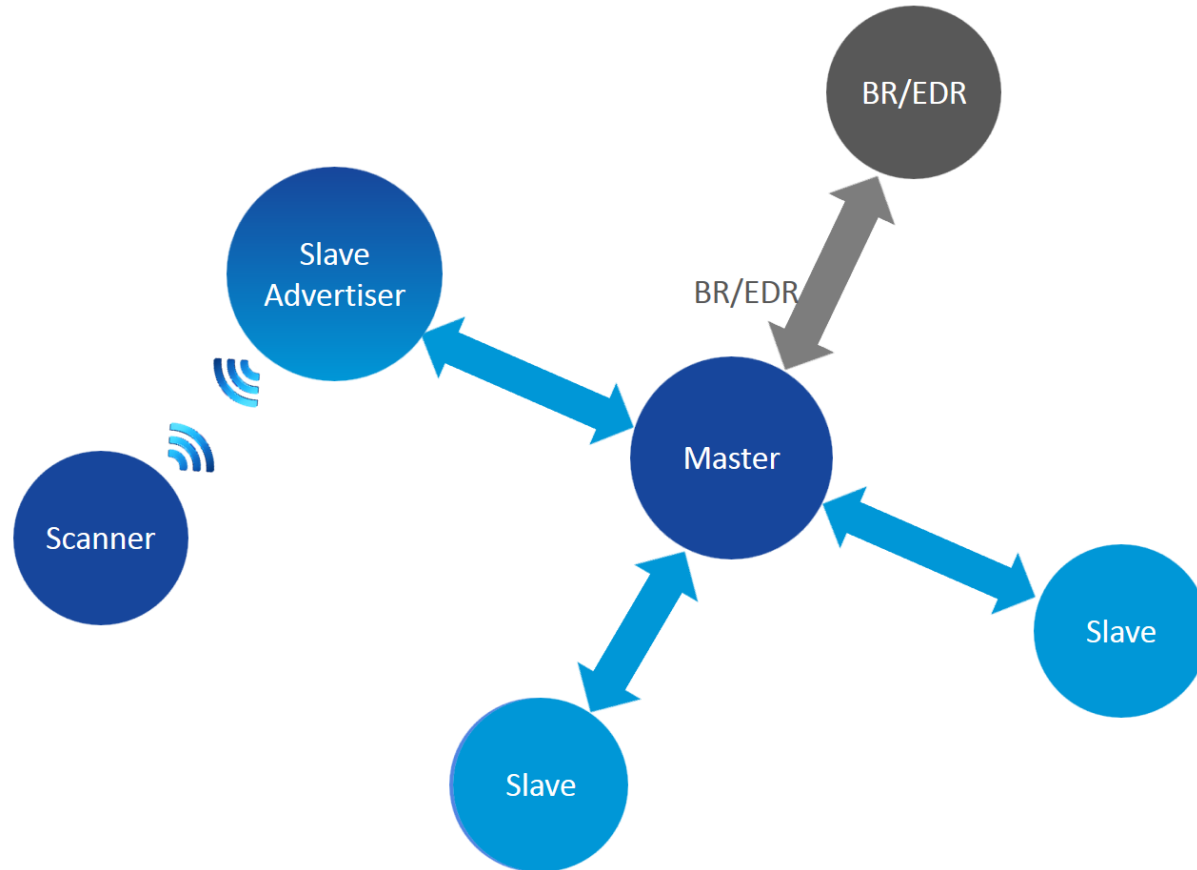 BR/EDR
Slave
Advertiser
BR/EDR
Master
Scanner
Slave
Slave